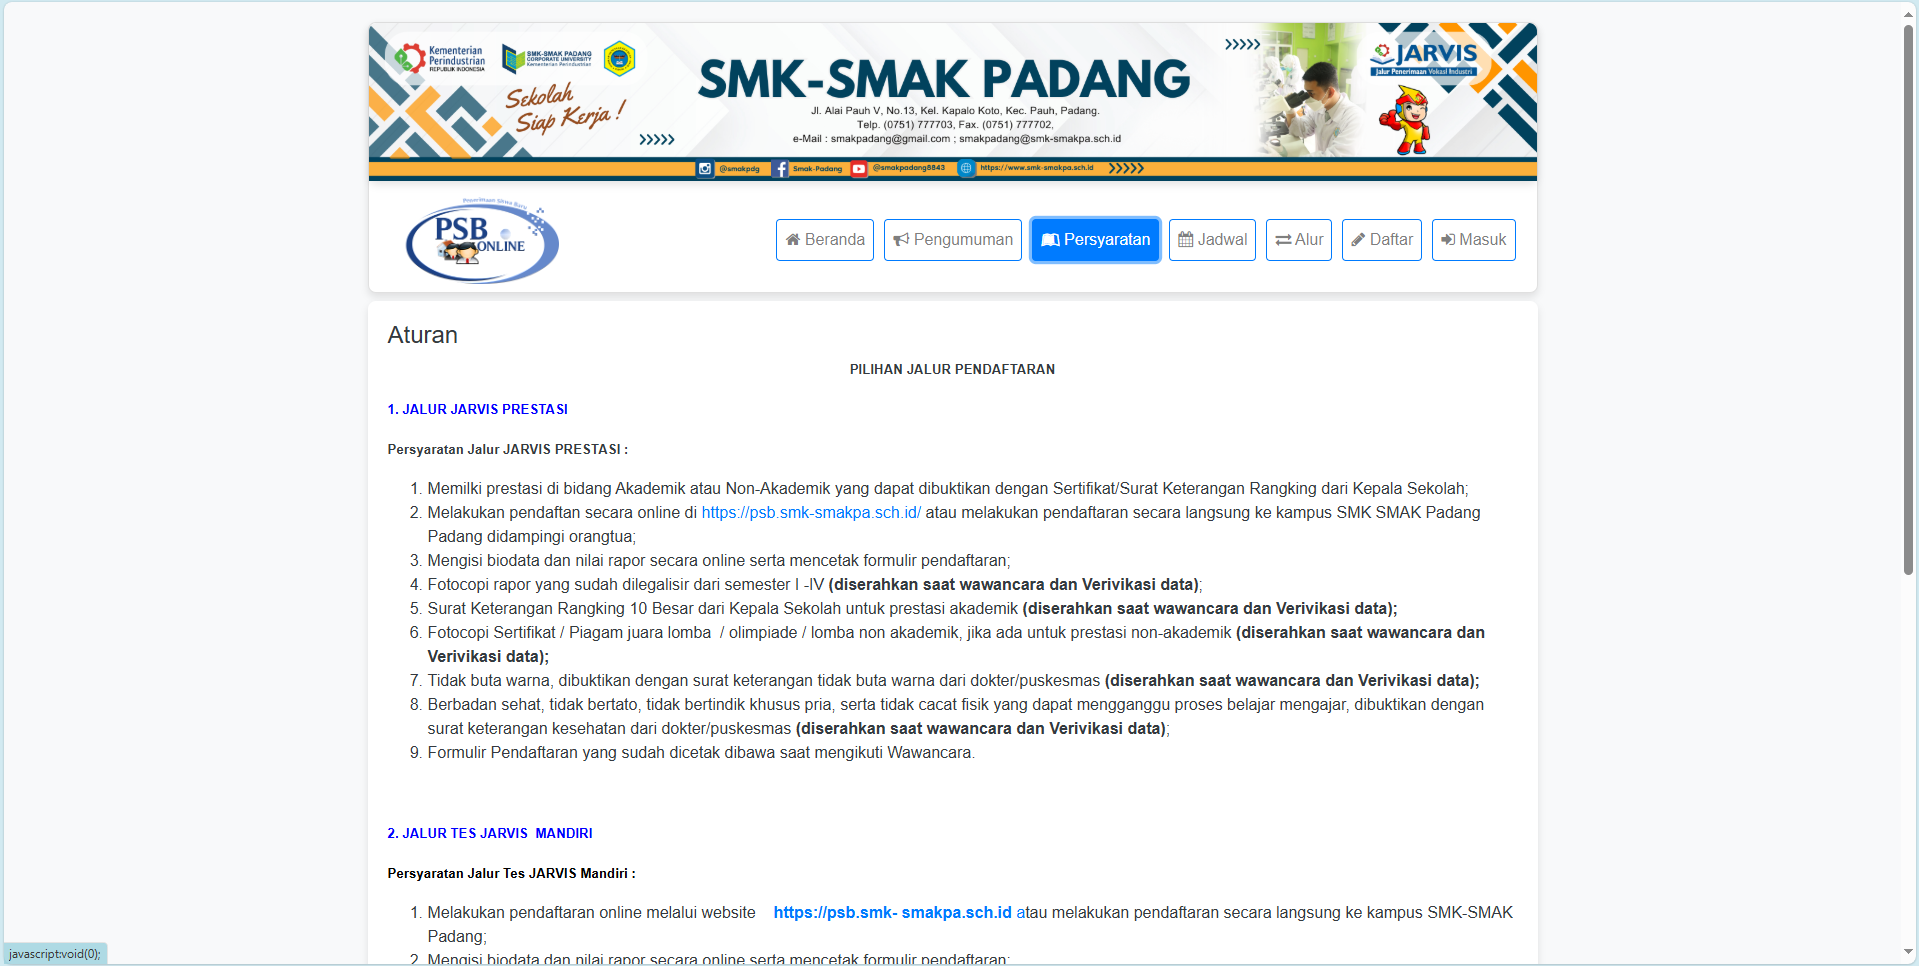 Kementerian
Perindustrian
REPUBLIK INDONESIA
SMK-SMAK PADANG
CORPORATE UNIVERSITY
Kementerian Perindustrian
Sekolah
Siap Kerja !
SMK-SMAK PADANG
Jl. Alai Pauh V, No.13, Kel. Kapalo Koto, Kec. Pauh, Padang.
Telp. (0751) 777703, Fax. (0751) 777702,
e-Mail : smakpadang@gmail.com ; smakpadang@smk-smakpa.sch.id
JARVIS
Jalur Penerimaan Vokasi Industri
@smakpdg Smak-Padang @smakpadang8843 https://www.smk-smakpa.sch.id
Penerimaan Siswa Baru
PSB
ONLINE
Beranda Pengumuman Persyaratan Jadwal Alur Daftar Masuk
Aturan
PILIHAN JALUR PENDAFTARAN
1. JALUR JARVIS PRESTASI
Persyaratan Jalur JARVIS PRESTASI :
1. Memilki prestasi di bidang Akademik atau Non-Akademik yang dapat dibuktikan dengan Sertifikat/Surat Keterangan Rangking dari Kepala Sekolah;
2. Melakukan pendaftan secara online di https://psb.smk-smakpa.sch.id/ atau melakukan pendaftaran secara langsung ke kampus SMK SMAK Padang
Padang didampingi orangtua;
3. Mengisi biodata dan nilai rapor secara online serta mencetak formulir pendaftaran;
4. Fotocopi rapor yang sudah dilegalisir dari semester I -IV (diserahkan saat wawancara dan Verivikasi data);
5. Surat Keterangan Rangking 10 Besar dari Kepala Sekolah untuk prestasi akademik (diserahkan saat wawancara dan Verivikasi data);
6. Fotocopi Sertifikat / Piagam juara lomba / olimpiade / lomba non akademik, jika ada untuk prestasi non-akademik (diserahkan saat wawancara dan
Verivikasi data);
7. Tidak buta warna, dibuktikan dengan surat keterangan tidak buta warna dari dokter/puskesmas (diserahkan saat wawancara dan Verivikasi data);
8. Berbadan sehat, tidak bertato, tidak bertindik khusus pria, serta tidak cacat fisik yang dapat mengganggu proses belajar mengajar, dibuktikan dengan
surat keterangan kesehatan dari dokter/puskesmas (diserahkan saat wawancara dan Verivikasi data);
9. Formulir Pendaftaran yang sudah dicetak dibawa saat mengikuti Wawancara.
2. JALUR TES JARVIS MANDIRI
Persyaratan Jalur Tes JARVIS Mandiri :
1. Melakukan pendaftaran online melalui website https://psb.smk- smakpa.sch.id atau melakukan pendaftaran secara langsung ke kampus SMK-SMAK
Padang;
2. Mengisi biodata dan nilai rapor secara online serta mencetak formulir pendaftaran;
javascript:void(0);